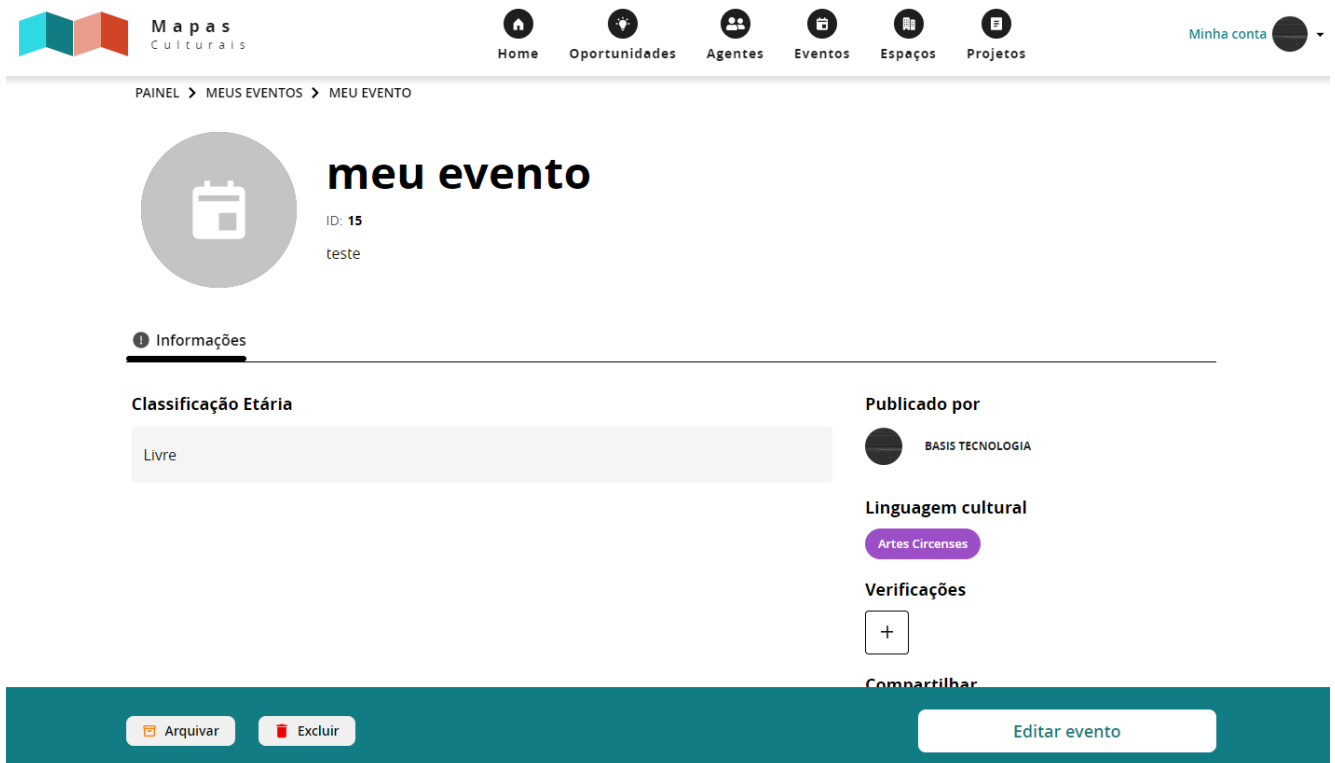 Mapas
Culturais
Home
Oportunidades
Agentes
Eventos
Espaços
Projetos
Minha conta
PAINEL > MEUS EVENTOS > MEU EVENTO
meu evento
ID: 15
teste
Informações
Classificação Etária
Livre
Publicado por
BASIS TECNOLOGIA
Linguagem cultural
Artes Circenses
Verificações
+
Compartilhar
Arquivar
Excluir
Editar evento